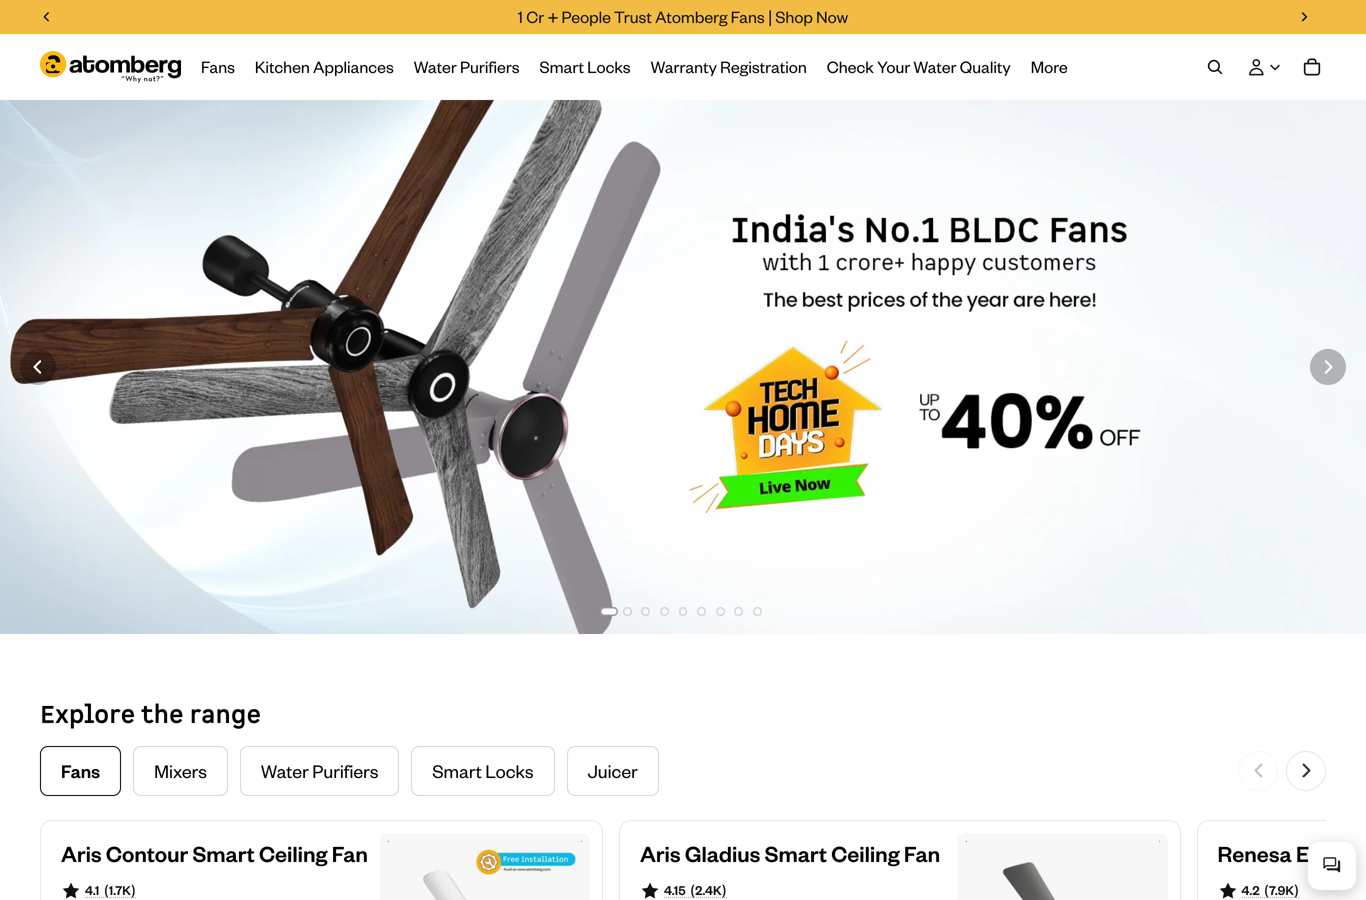 1 Cr + People Trust Atomberg Fans | Shop Now
atomberg
"Why not?"
Fans
Kitchen Appliances
Water Purifiers
Smart Locks
Warranty Registration
Check Your Water Quality
More
India's No.1 BLDC Fans
with 1 crore+ happy customers
The best prices of the year are here!
TECH
HOME
DAYS
Live Now
UP
TO
40% OFF
Explore the range
Fans
Mixers
Water Purifiers
Smart Locks
Juicer
Aris Contour Smart Ceiling Fan
Free installation
4.1 (1.7K)
Aris Gladius Smart Ceiling Fan
4.15 (2.4K)
Renesa E
4.2 (7.9K)